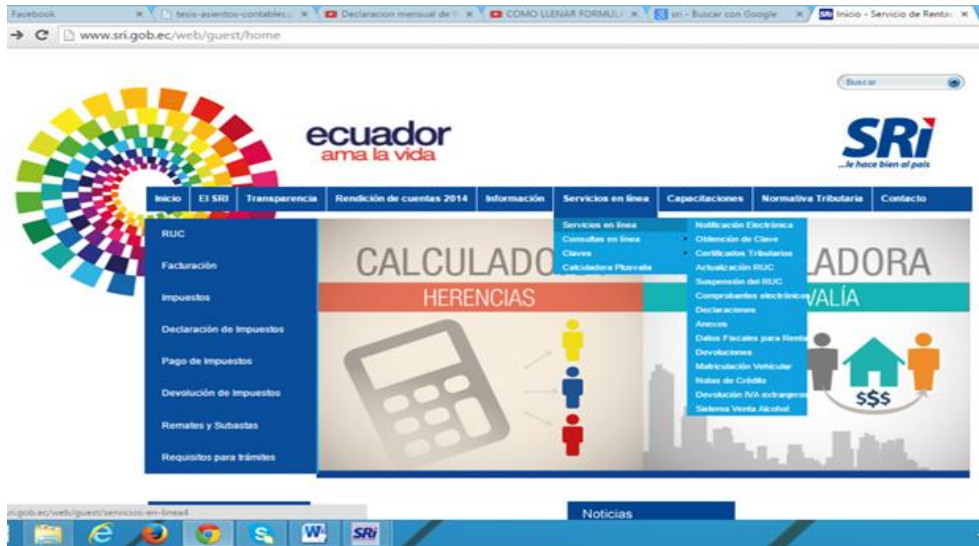 Facebook
tesis-asientos-contables
Declaracion mensual de
COMO LLENAR FORMUL
sri - Buscar con Google
Inicio - Servicio de Rentas
www.sri.gob.ec/web/guest/home
Buscar
ecuador
ama la vida
SRi
...le hace bien al país
Inicio
El SRI
Transparencia
Rendición de cuentas 2014
Información
Servicios en línea
Capacitaciones
Normativa Tributaria
Contacto
RUC
Facturación
Impuestos
Declaración de Impuestos
Pago de Impuestos
Devolución de Impuestos
Remates y Subastas
Requisitos para trámites
Servicios en línea
Consultas en línea
Claves
Calculadora Plusvalía
Notificación Electrónica
Obtención de Clave
Certificados Tributarios
Actualización RUC
Suspensión del RUC
Comprobantes electrónicos
Declaraciones
Anexos
Datos Fiscales para Renta
Devoluciones
Matriculación Vehicular
Notas de Crédito
Devolución IVA extranjeros
Sistema Venta Alcohol
CALCULADO
HERENCIAS
LADORA
VALÍA
S$S
Noticias
ri.gob.ec/web/guest/servicios-en-linea4
SRi